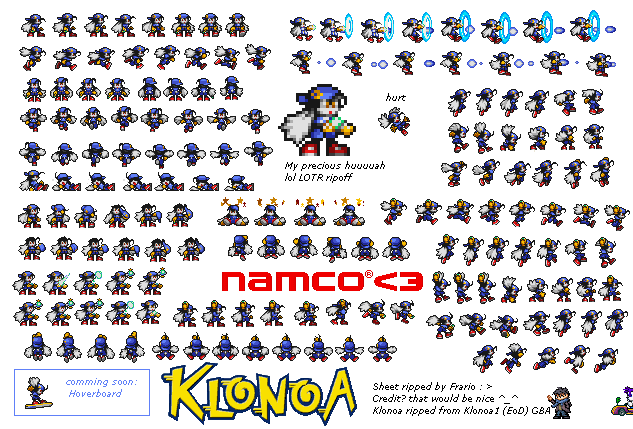 hurt
My precious huuuuah
lol LOTR ripoff
namco®<3
comming soon:
Hoverboard
KLONOA
Sheet ripped by Frario : >
Credit? that would be nice ^_^
Klonoa ripped from Klonoa1 (EoD) GBA